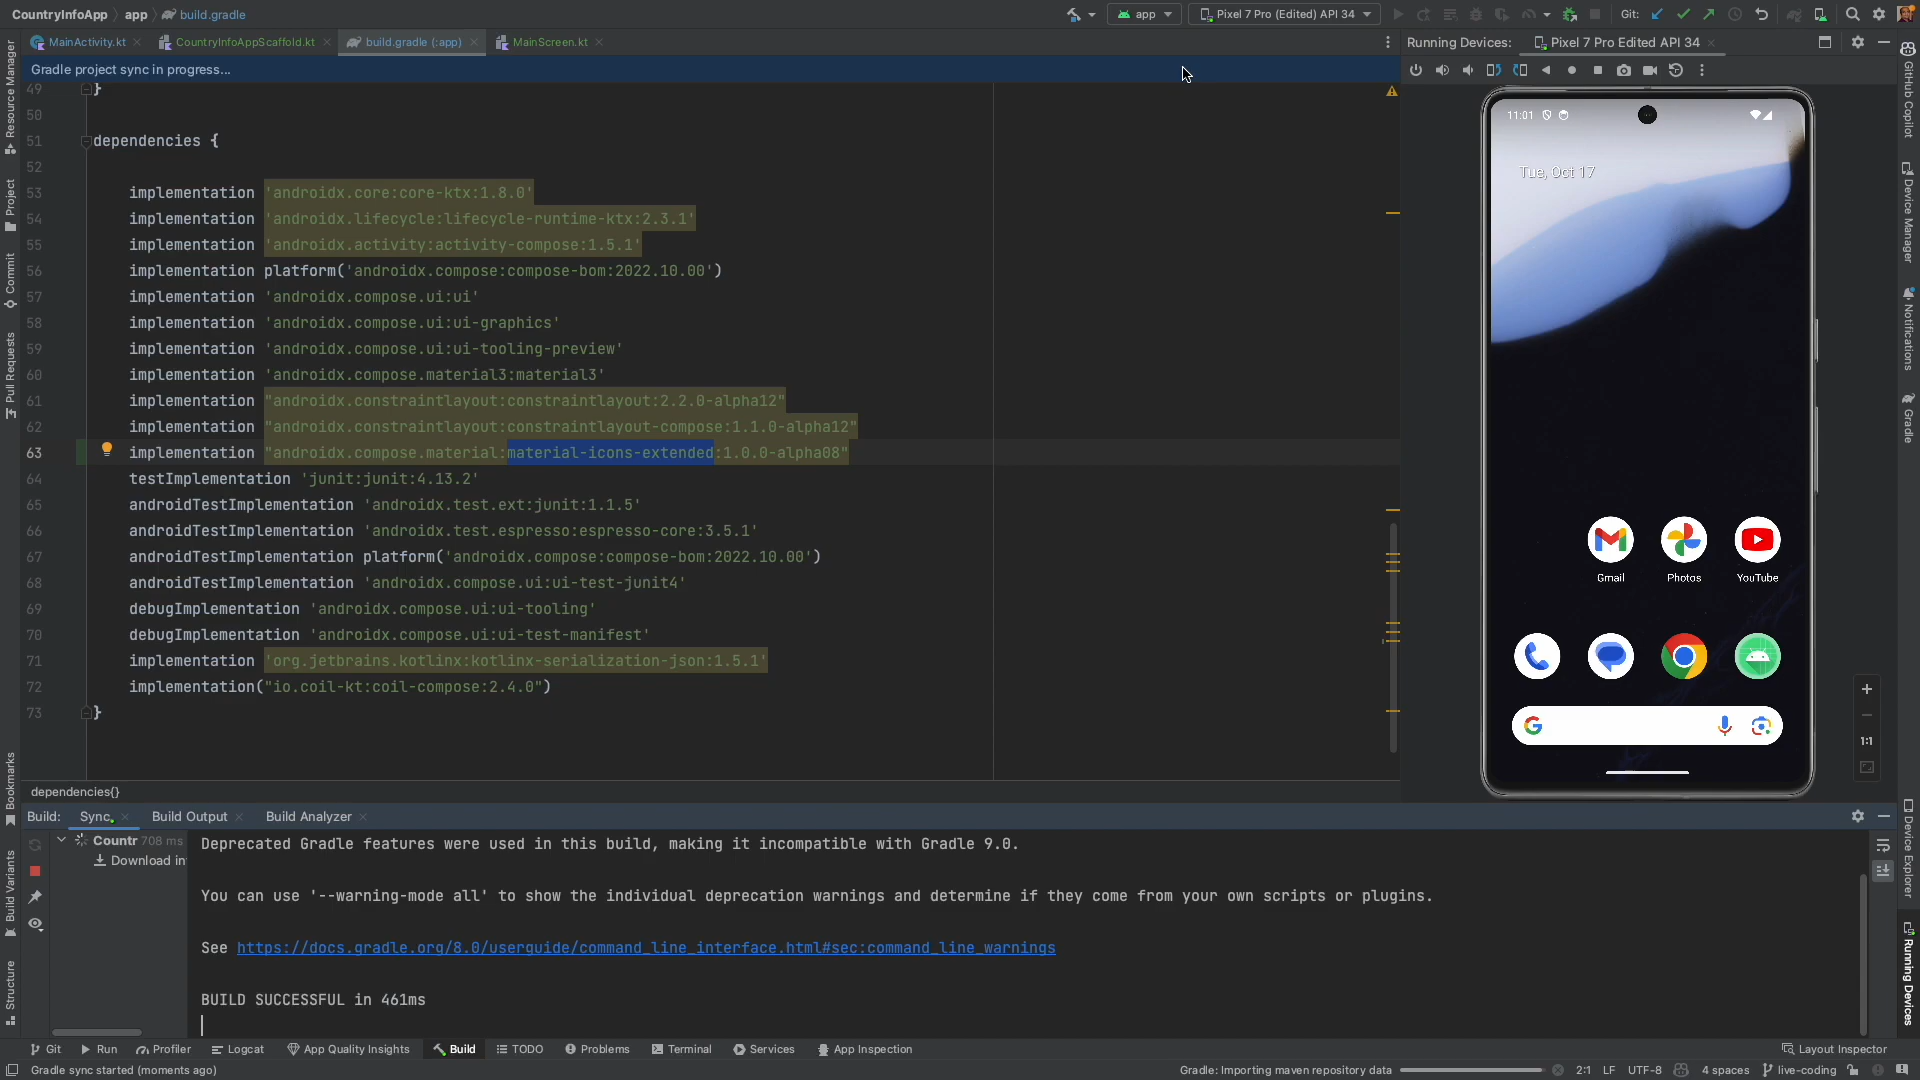 CountryInfoApp app build.gradle
app Pixel 7 Pro (Edited) API 34 Git:
MainActivity.kt CountryInfoAppScaffold.kt build.gradle (:app) MainScreen.kt
Running Devices: Pixel 7 Pro Edited API 34
Gradle project sync in progress...
49 }
50
51 dependencies {
52
53 implementation 'androidx.core:core-ktx:1.8.0'
54 implementation 'androidx.lifecycle:lifecycle-runtime-ktx:2.3.1'
55 implementation 'androidx.activity:activity-compose:1.5.1'
56 implementation platform('androidx.compose:compose-bom:2022.10.00')
57 implementation 'androidx.compose.ui:ui'
58 implementation 'androidx.compose.ui:ui-graphics'
59 implementation 'androidx.compose.ui:ui-tooling-preview'
60 implementation 'androidx.compose.material3:material3'
61 implementation "androidx.constraintlayout:constraintlayout:2.2.0-alpha12"
62 implementation "androidx.constraintlayout:constraintlayout-compose:1.1.0-alpha12"
63 implementation "androidx.compose.material:material-icons-extended:1.0.0-alpha08"
64 testImplementation 'junit:junit:4.13.2'
65 androidTestImplementation 'androidx.test.ext:junit:1.1.5'
66 androidTestImplementation 'androidx.test.espresso:espresso-core:3.5.1'
67 androidTestImplementation platform('androidx.compose:compose-bom:2022.10.00')
68 androidTestImplementation 'androidx.compose.ui:ui-test-junit4'
69 debugImplementation 'androidx.compose.ui:ui-tooling'
70 debugImplementation 'androidx.compose.ui:ui-test-manifest'
71 implementation 'org.jetbrains.kotlinx:kotlinx-serialization-json:1.5.1'
72 implementation("io.coil-kt:coil-compose:2.4.0")
73 }
dependencies{}
11:01
Tue, Oct 17
Gmail Photos YouTube
1:1
Resource Manager
Project
Commit
Pull Requests
Bookmarks
Build Variants
Structure
GitHub Copilot
Device Manager
Notifications
Gradle
Device Explorer
Running Devices
Build: Sync Build Output Build Analyzer
Countr 708 ms
Download in
Deprecated Gradle features were used in this build, making it incompatible with Gradle 9.0.
You can use '--warning-mode all' to show the individual deprecation warnings and determine if they come from your own scripts or plugins.
See https://docs.gradle.org/8.0/userguide/command_line_interface.html#sec:command_line_warnings
BUILD SUCCESSFUL in 461ms
Git Run Profiler Logcat App Quality Insights Build TODO Problems Terminal Services App Inspection Layout Inspector
Gradle sync started (moments ago) Gradle: Importing maven repository data 2:1 LF UTF-8 4 spaces live-coding